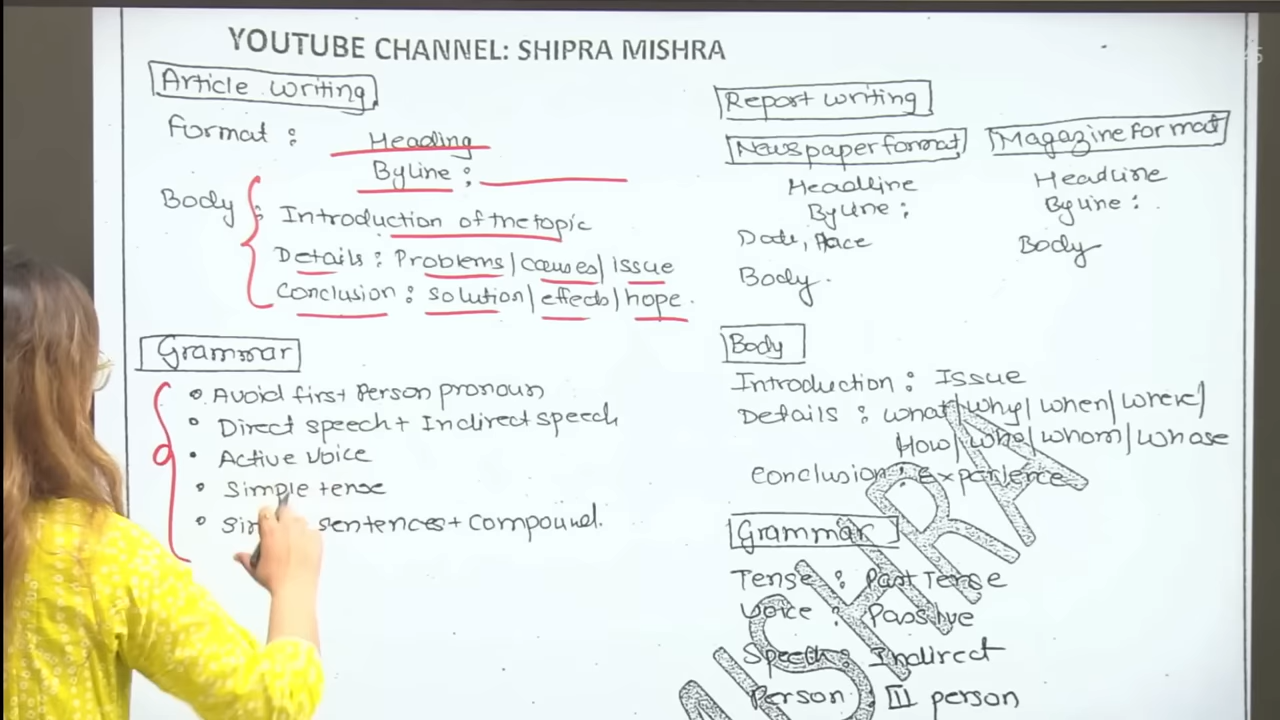 YOUTUBE CHANNEL: SHIPRA MISHRA
Article writing
Format : Heading
Byline :
Body : Introduction of the topic
Details : Problems/causes/issue
Conclusion : solution/effects/hope.
Grammar
• Avoid first Person pronoun
• Direct speech + Indirect speech
• Active voice
• Simple tense
• sentences + compound.
Report writing
Newspaper format
Headline
Byline :
Date, Place
Body.
Magazine format
Headline
Byline :
Body
Body
Introduction : Issue
Details : what/why/when/where/
How/who/whom/whose
Conclusion : Experience
Grammar
Tense : Past Tense
Voice : Passive
Speech : Indirect
Person : III person
MISHRA